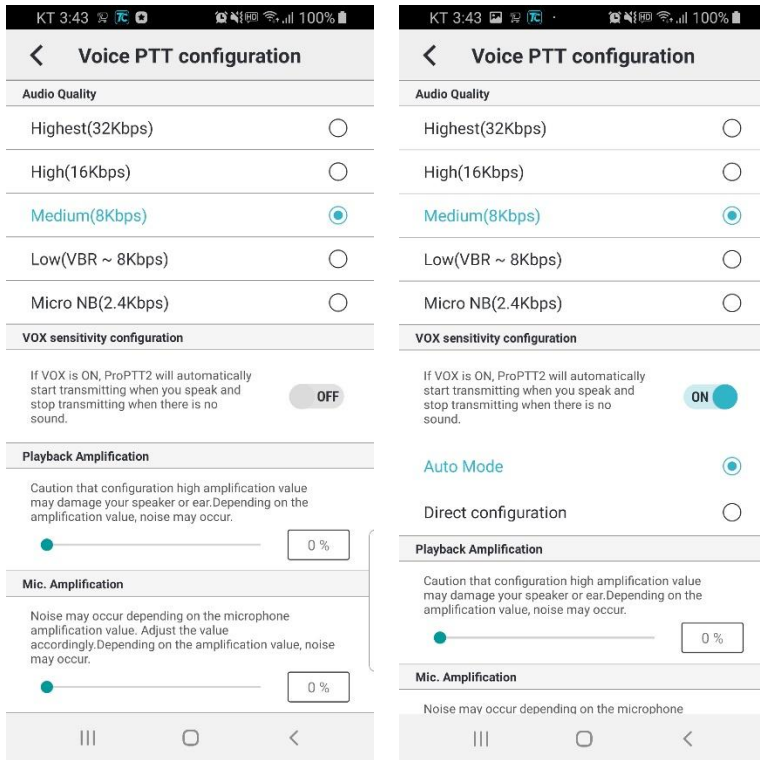 KT 3:43
100%
Voice PTT configuration
Audio Quality
Highest(32Kbps)
High(16Kbps)
Medium(8Kbps)
Low(VBR ~ 8Kbps)
Micro NB(2.4Kbps)
VOX sensitivity configuration
If VOX is ON, ProPTT2 will automatically
start transmitting when you speak and
stop transmitting when there is no
sound.
OFF
Playback Amplification
Caution that configuration high amplification value
may damage your speaker or ear.Depending on the
amplification value, noise may occur.
0 %
Mic. Amplification
Noise may occur depending on the microphone
amplification value. Adjust the value
accordingly.Depending on the amplification value, noise
may occur.
0 %
KT 3:43
100%
Voice PTT configuration
Audio Quality
Highest(32Kbps)
High(16Kbps)
Medium(8Kbps)
Low(VBR ~ 8Kbps)
Micro NB(2.4Kbps)
VOX sensitivity configuration
If VOX is ON, ProPTT2 will automatically
start transmitting when you speak and
stop transmitting when there is no
sound.
ON
Auto Mode
Direct configuration
Playback Amplification
Caution that configuration high amplification value
may damage your speaker or ear.Depending on the
amplification value, noise may occur.
0 %
Mic. Amplification
Noise may occur depending on the microphone